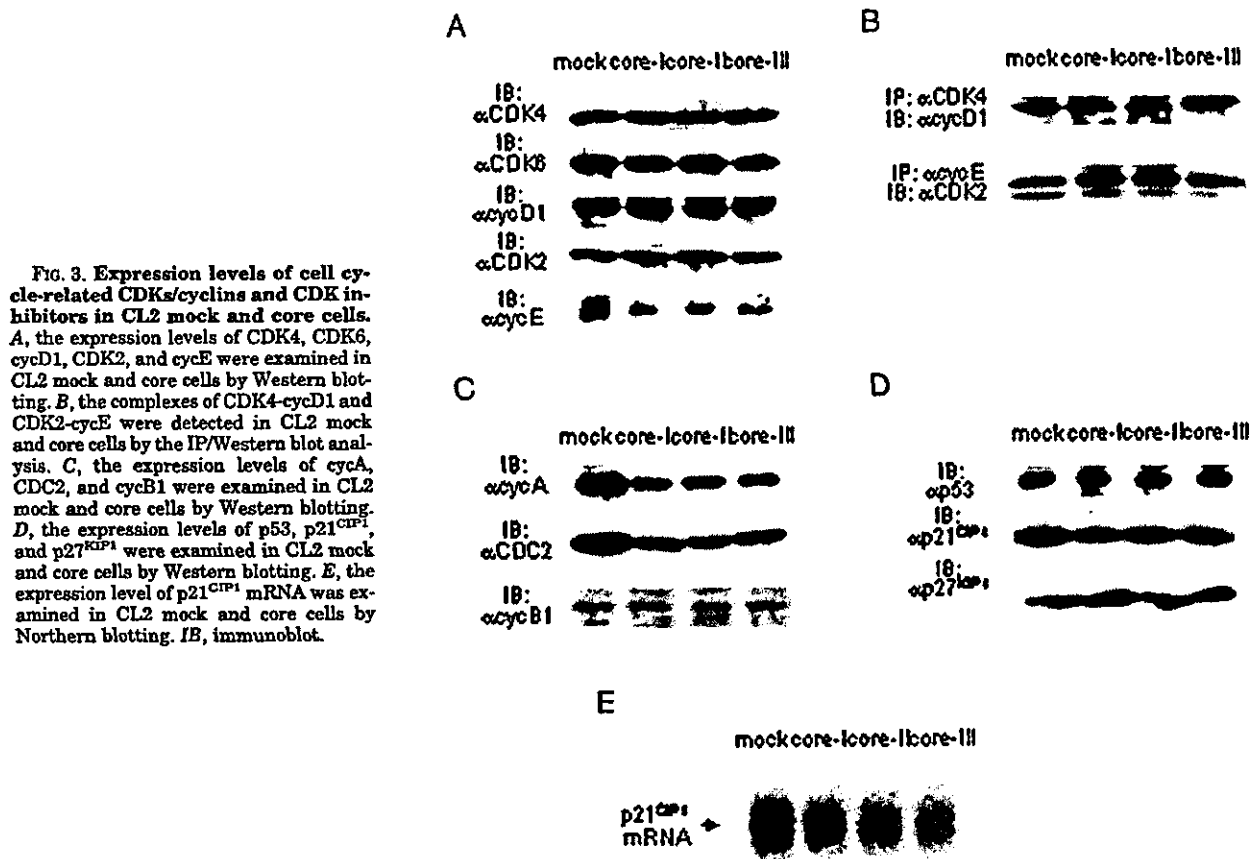 FIG. 3. Expression levels of cell cy-
cle-related CDKs/cyclins and CDK in-
hibitors in CL2 mock and core cells.
A, the expression levels of CDK4, CDK6,
cycD1, CDK2, and cycE were examined in
CL2 mock and core cells by Western blot-
ting. B, the complexes of CDK4-cycD1 and
CDK2-cycE were detected in CL2 mock
and core cells by the IP/Western blot anal-
ysis. C, the expression levels of cycA,
CDC2, and cycB1 were examined in CL2
mock and core cells by Western blotting.
D, the expression levels of p53, p21CIP1,
and p27KIP1 were examined in CL2 mock
and core cells by Western blotting. E, the
expression level of p21CIP1 mRNA was ex-
amined in CL2 mock and core cells by
Northern blotting. IB, immunoblot.
A
mock core-I core-II core-III
IB:
αCDK4
IB:
αCDK6
IB:
αcycD1
IB:
αCDK2
IB:
αcycE
B
mock core-I core-II core-III
IP: αCDK4
IB: αcycD1
IP: αcycE
IB: αCDK2
C
mock core-I core-II core-III
IB:
αcycA
IB:
αCDC2
IB:
αcycB1
D
mock core-I core-II core-III
IB:
αp53
IB:
αp21CIP1
IB:
αp27KIP1
E
mock core-I core-II core-III
p21CIP1
mRNA